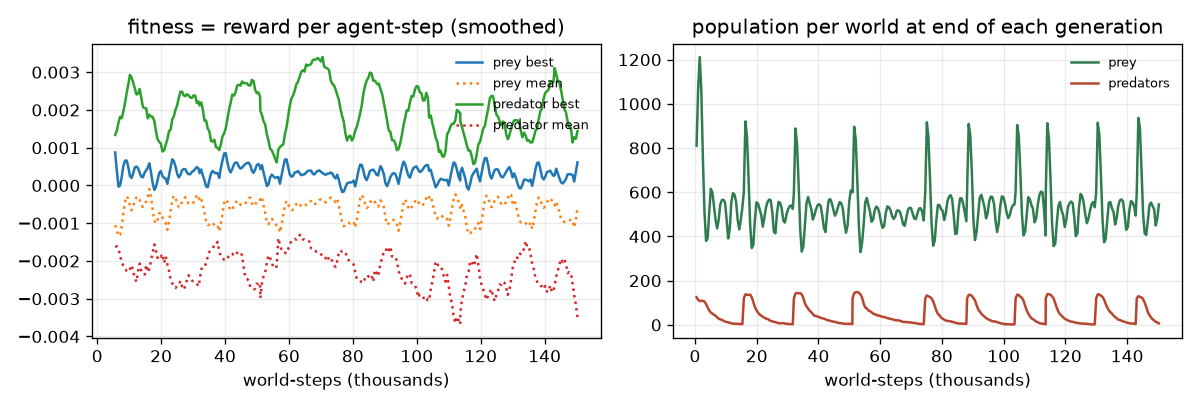 fitness = reward per agent-step (smoothed)
0.003
0.002
0.001
0.000
−0.001
−0.002
−0.003
−0.004
prey best
prey mean
predator best
predator mean
0 20 40 60 80 100 120 140
world-steps (thousands)
population per world at end of each generation
1200
1000
800
600
400
200
0
prey
predators
0 20 40 60 80 100 120 140
world-steps (thousands)